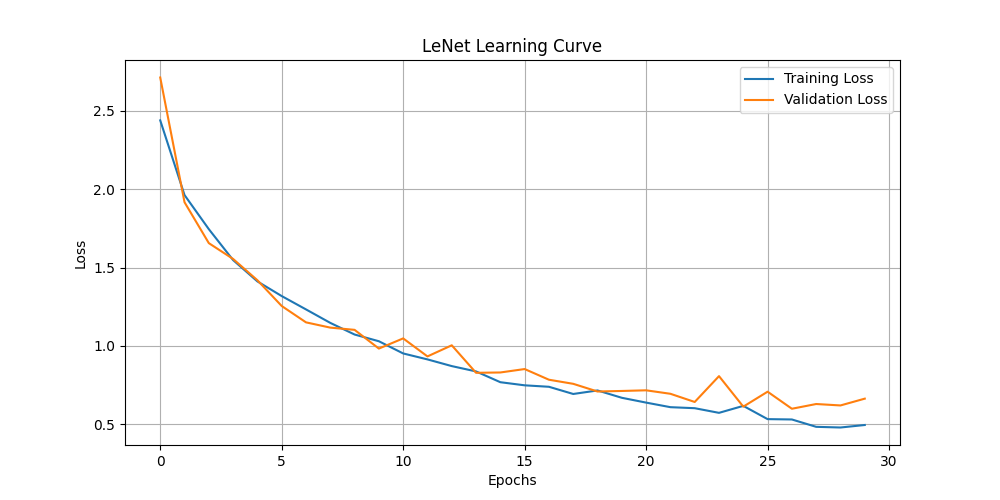 LeNet Learning Curve
Training Loss
Validation Loss
2.5
2.0
1.5
1.0
0.5
Loss
0 5 10 15 20 25 30
Epochs